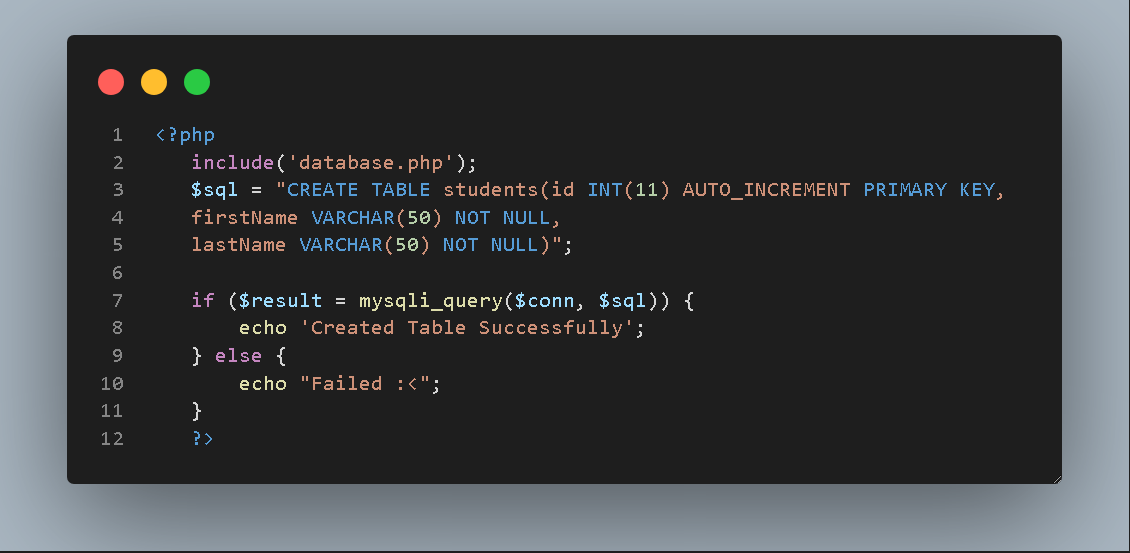 1 <?php
2 include('database.php');
3 $sql = "CREATE TABLE students(id INT(11) AUTO_INCREMENT PRIMARY KEY,
4 firstName VARCHAR(50) NOT NULL,
5 lastName VARCHAR(50) NOT NULL)";
6
7 if ($result = mysqli_query($conn, $sql)) {
8 echo 'Created Table Successfully';
9 } else {
10 echo "Failed :<";
11 }
12 ?>